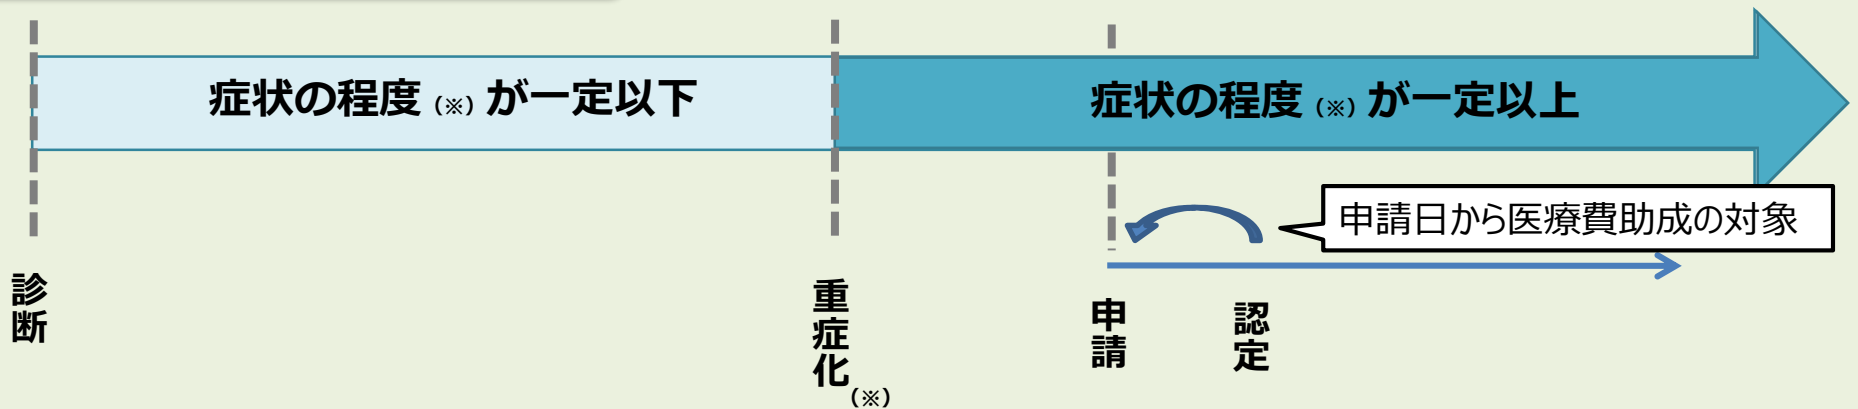 症状の程度（※）が一定以下
症状の程度（※）が一定以上
申請日から医療費助成の対象
診断
重症化（※）
申請
認定